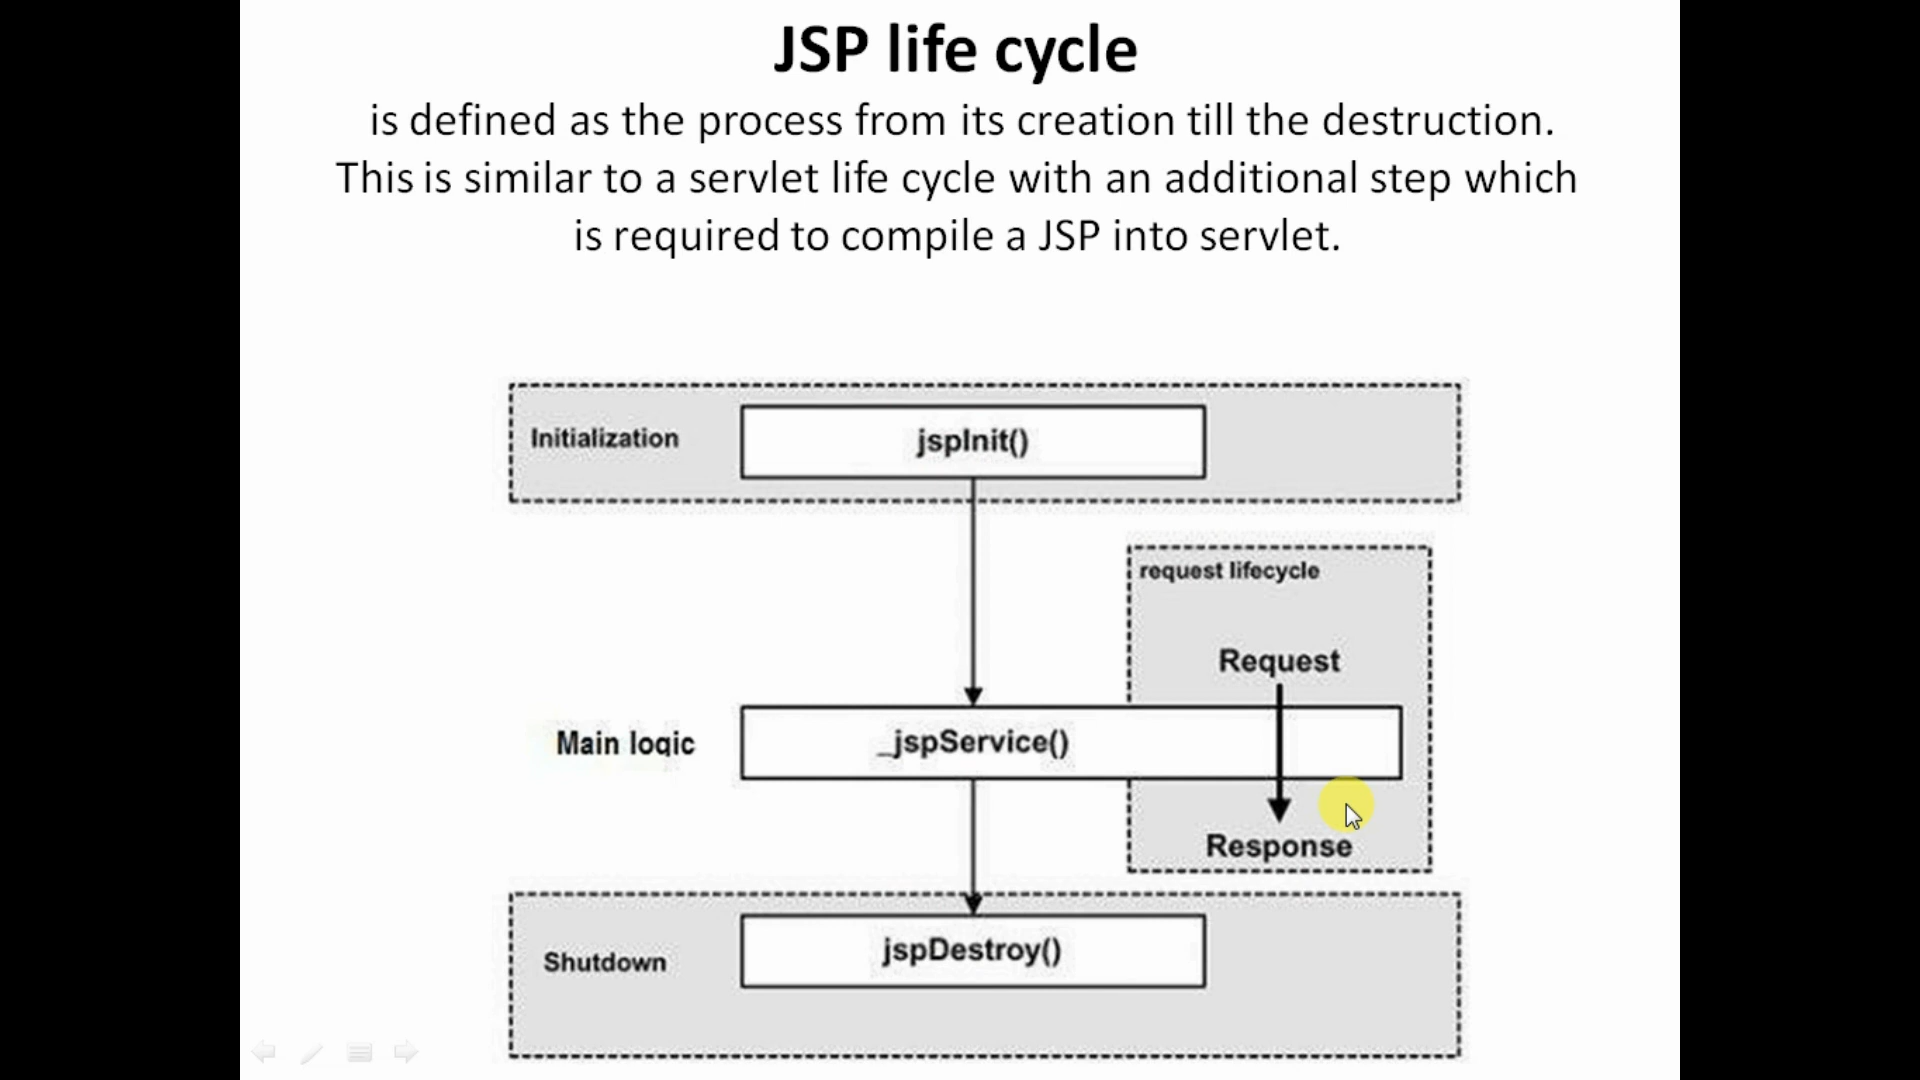 JSP life cycle
is defined as the process from its creation till the destruction.
This is similar to a servlet life cycle with an additional step which
is required to compile a JSP into servlet.
Initialization
jspInit()
request lifecycle
Request
Main logic
_jspService()
Response
Shutdown
jspDestroy()